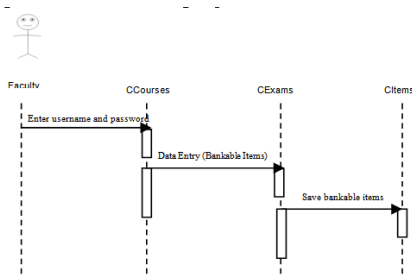 Faculty
CCourses
CExams
CItems
Enter username and password
Data Entry (Bankable Items)
Save bankable items